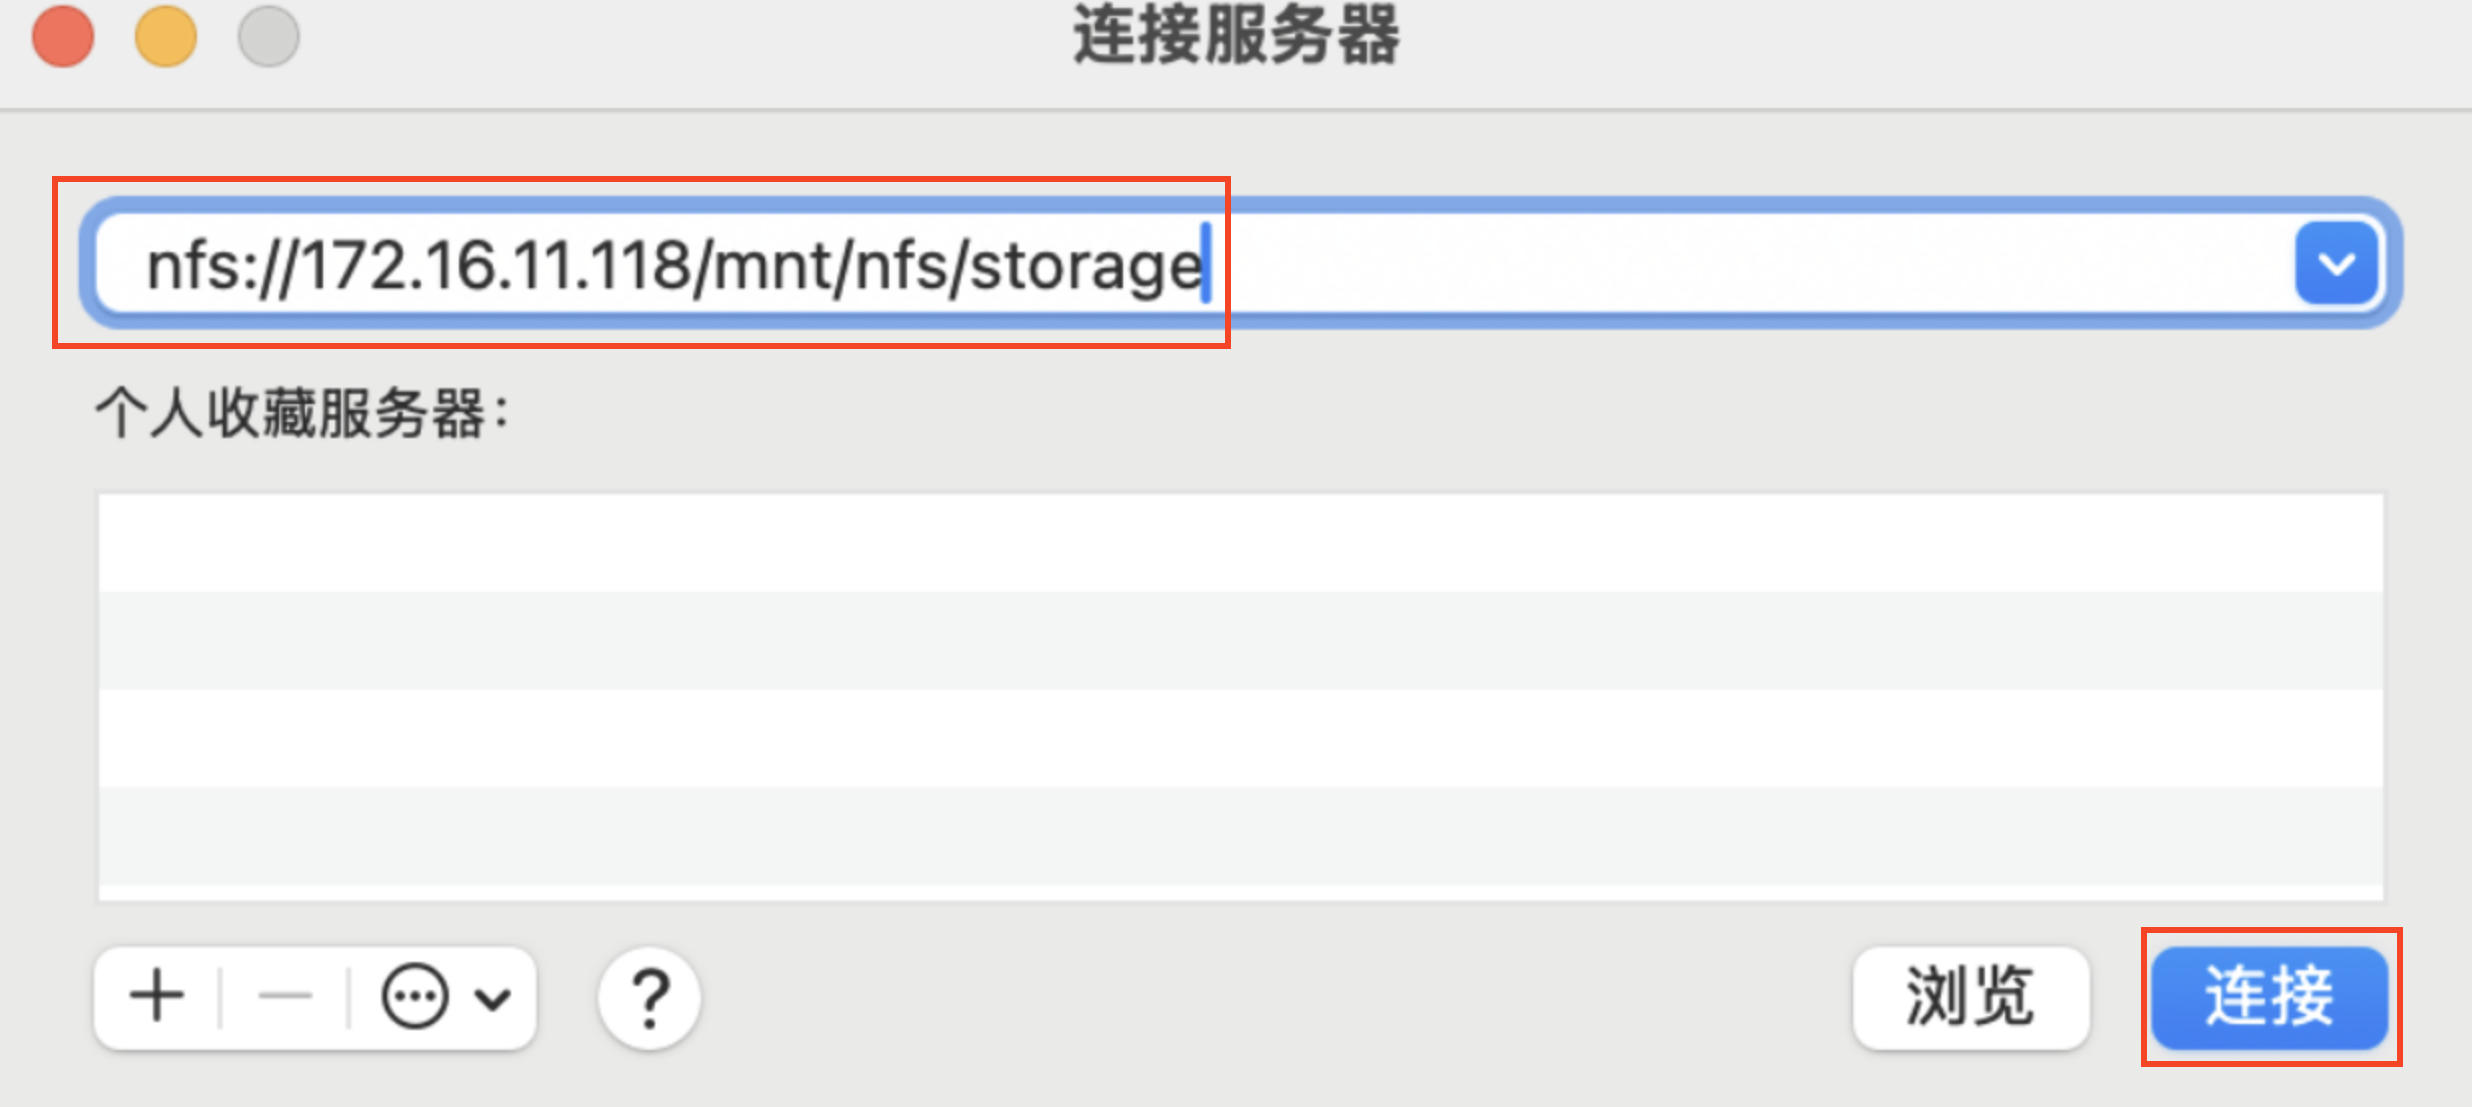 连接服务器
nfs://172.16.11.118/mnt/nfs/storage
个人收藏服务器：
?
浏览
连接